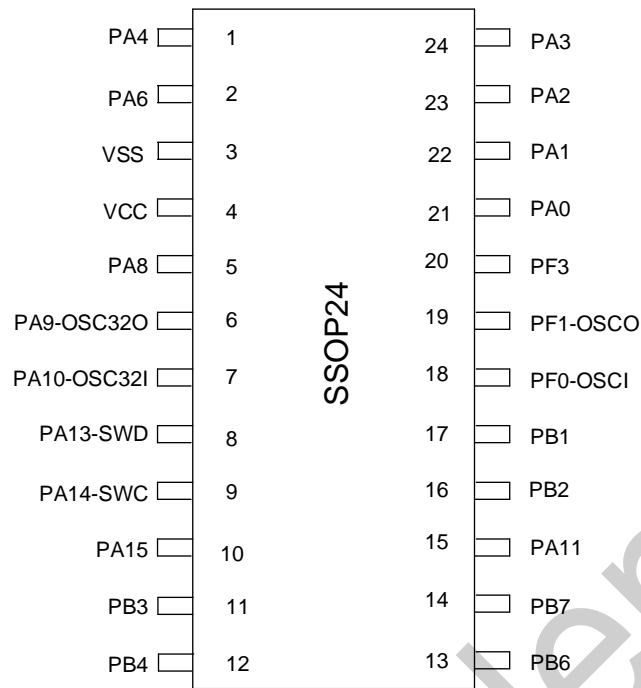 PA4 1 24 PA3
PA6 2 23 PA2
VSS 3 22 PA1
VCC 4 21 PA0
PA8 5 20 PF3
PA9-OSC32O 6 19 PF1-OSCO
PA10-OSC32I 7 18 PF0-OSCI
PA13-SWD 8 17 PB1
PA14-SWC 9 16 PB2
PA15 10 15 PA11
PB3 11 14 PB7
PB4 12 13 PB6
SSOP24